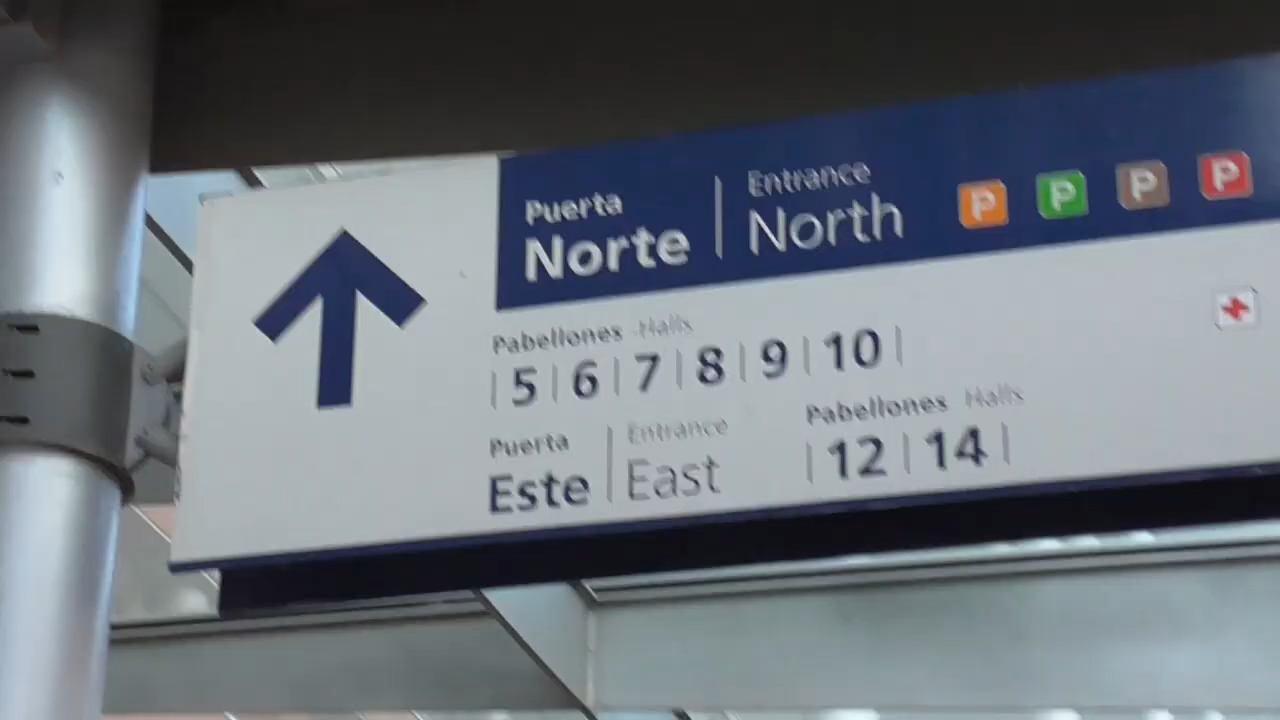 Puerta Norte | Entrance North P P P P
Pabellones Halls
| 5 | 6 | 7 | 8 | 9 | 10 |
Puerta Este | Entrance East
Pabellones Halls
| 12 | 14 |